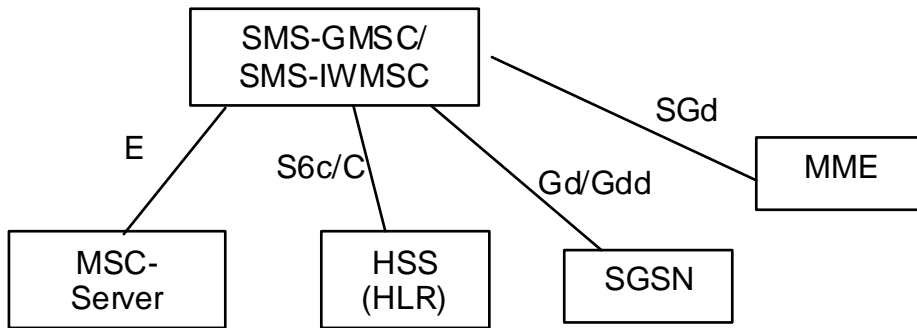 SMS-GMSC/
SMS-IWMSC
SGd
E
S6c/C
Gd/Gdd
MME
MSC-
Server
HSS
(HLR)
SGSN